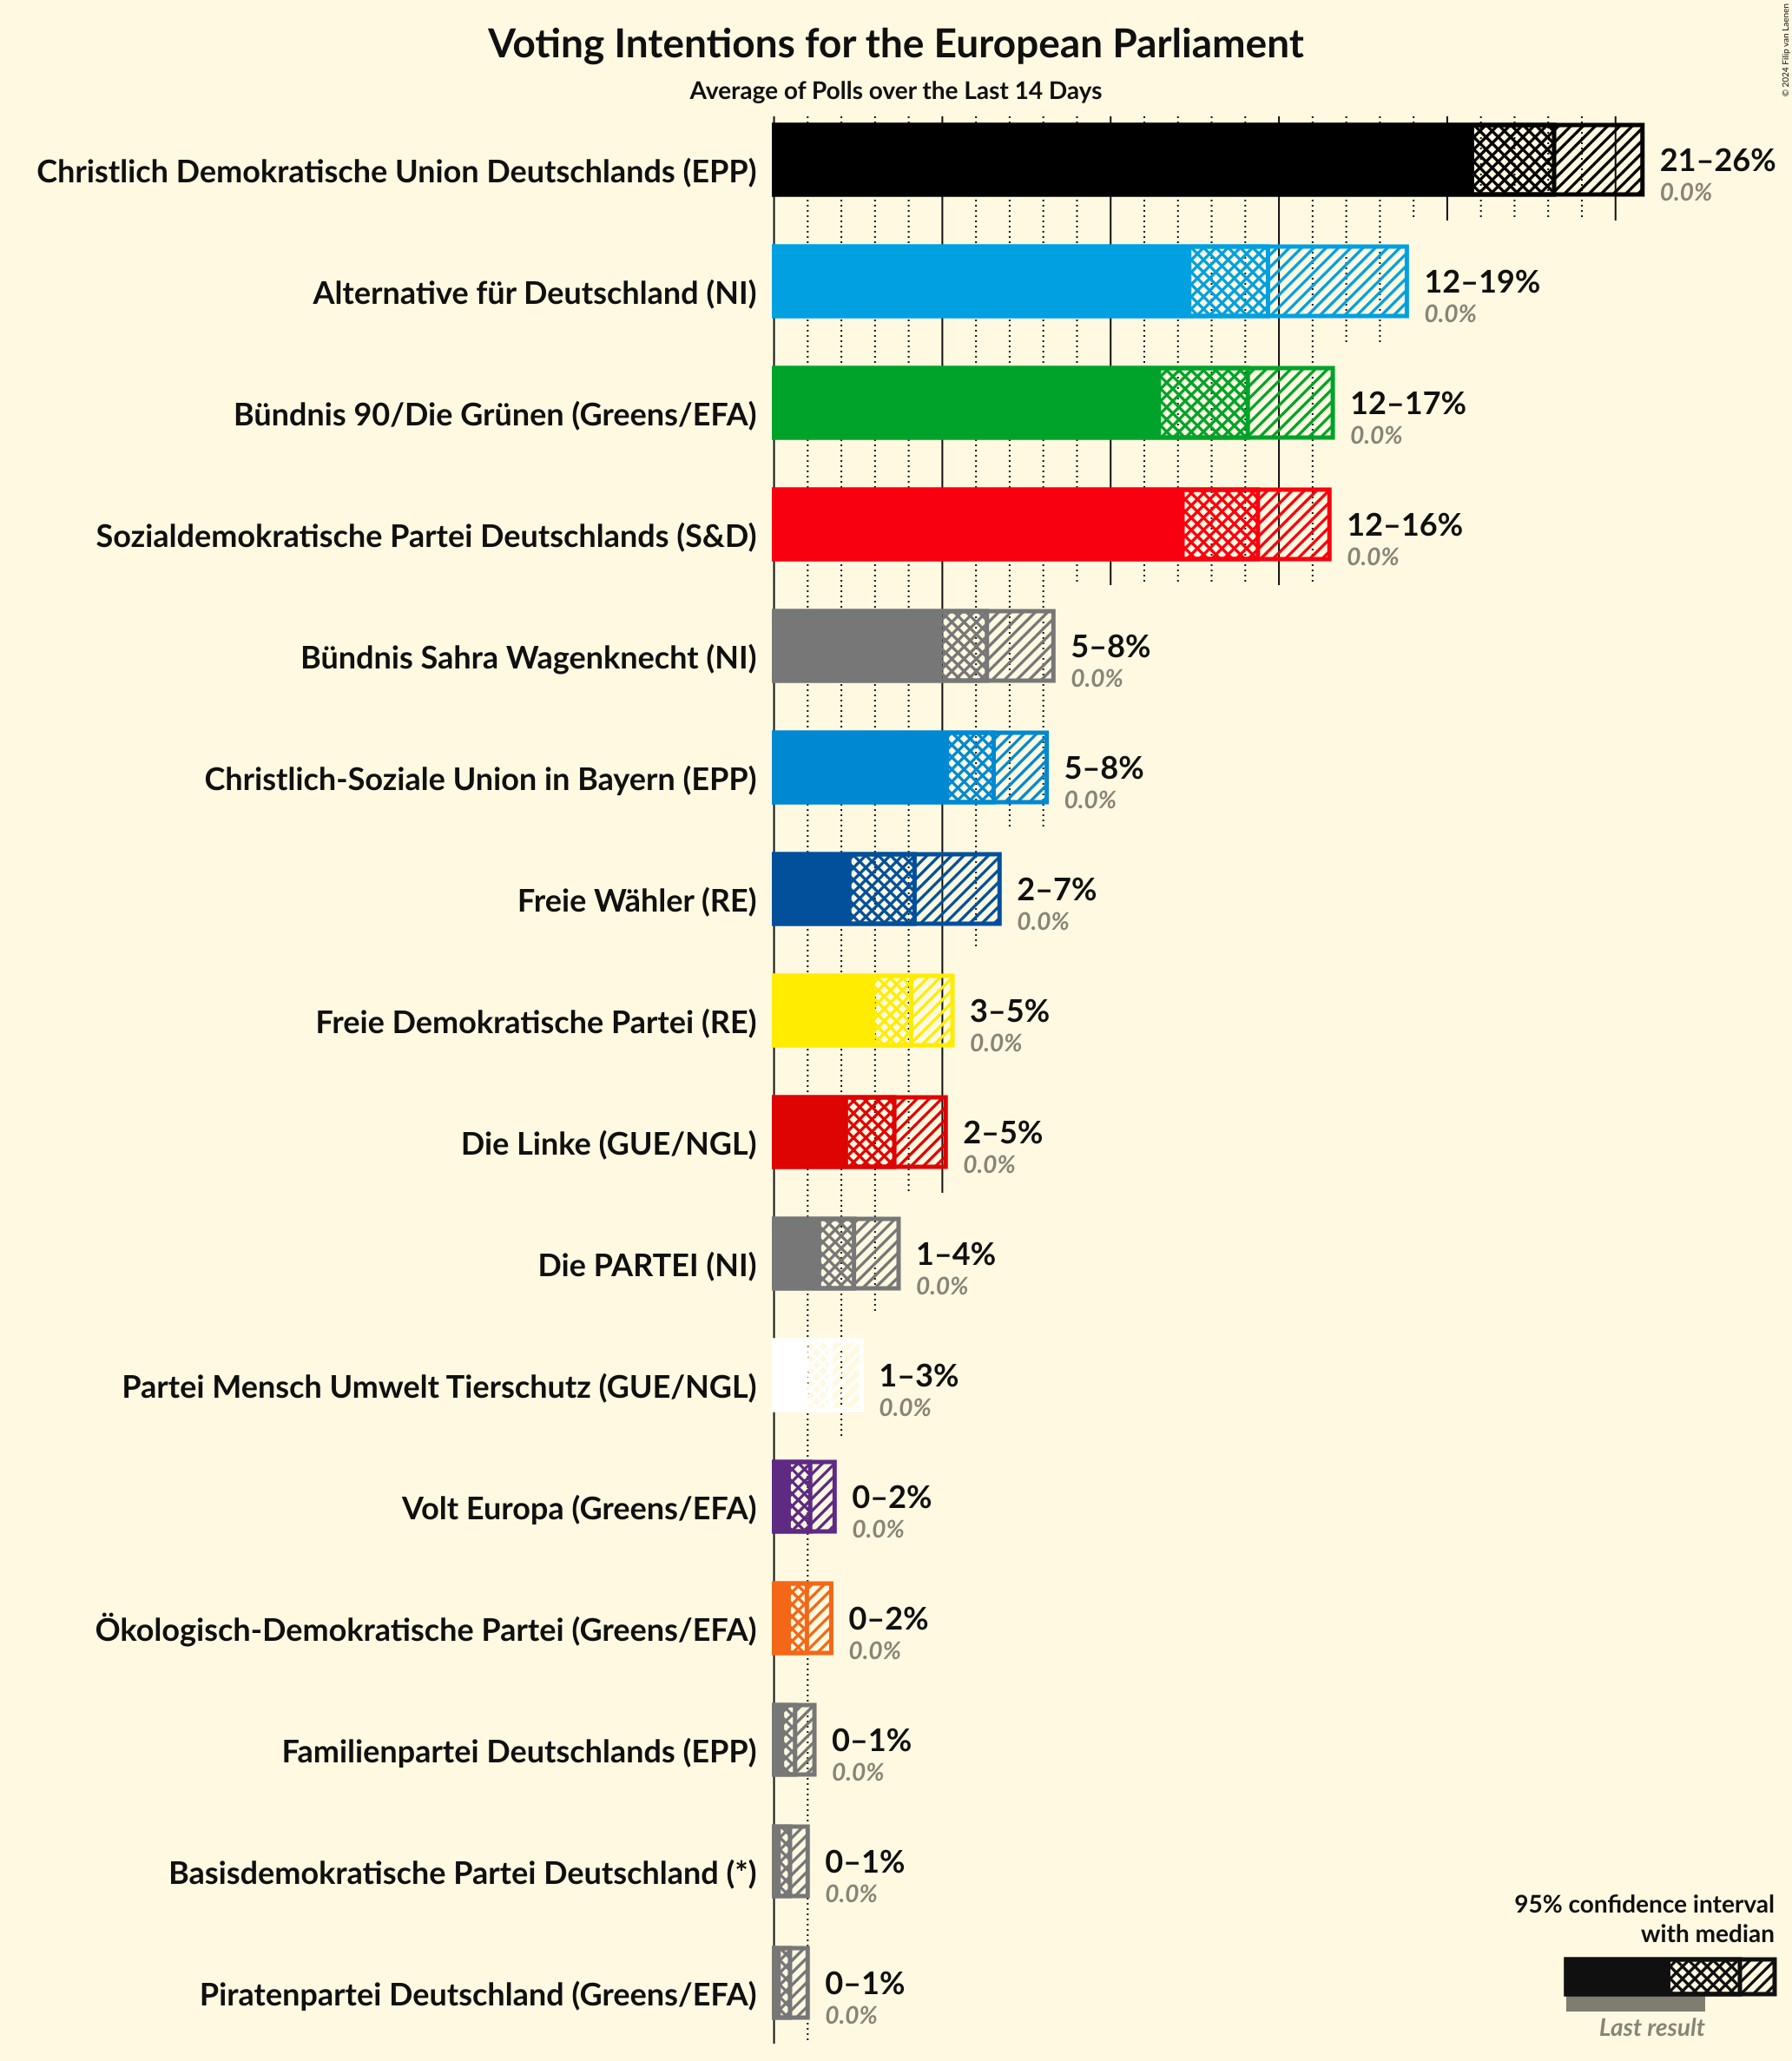 Voting Intentions for the European Parliament
Average of Polls over the Last 14 Days
© 2024 Filip van Laenen
Christlich Demokratische Union Deutschlands (EPP)
21–26%
0.0%
Alternative für Deutschland (NI)
12–19%
0.0%
Bündnis 90/Die Grünen (Greens/EFA)
12–17%
0.0%
Sozialdemokratische Partei Deutschlands (S&D)
12–16%
0.0%
Bündnis Sahra Wagenknecht (NI)
5–8%
0.0%
Christlich-Soziale Union in Bayern (EPP)
5–8%
0.0%
Freie Wähler (RE)
2–7%
0.0%
Freie Demokratische Partei (RE)
3–5%
0.0%
Die Linke (GUE/NGL)
2–5%
0.0%
Die PARTEI (NI)
1–4%
0.0%
Partei Mensch Umwelt Tierschutz (GUE/NGL)
1–3%
0.0%
Volt Europa (Greens/EFA)
0–2%
0.0%
Ökologisch-Demokratische Partei (Greens/EFA)
0–2%
0.0%
Familienpartei Deutschlands (EPP)
0–1%
0.0%
Basisdemokratische Partei Deutschland (*)
0–1%
0.0%
Piratenpartei Deutschland (Greens/EFA)
0–1%
0.0%
95% confidence interval
with median
Last result